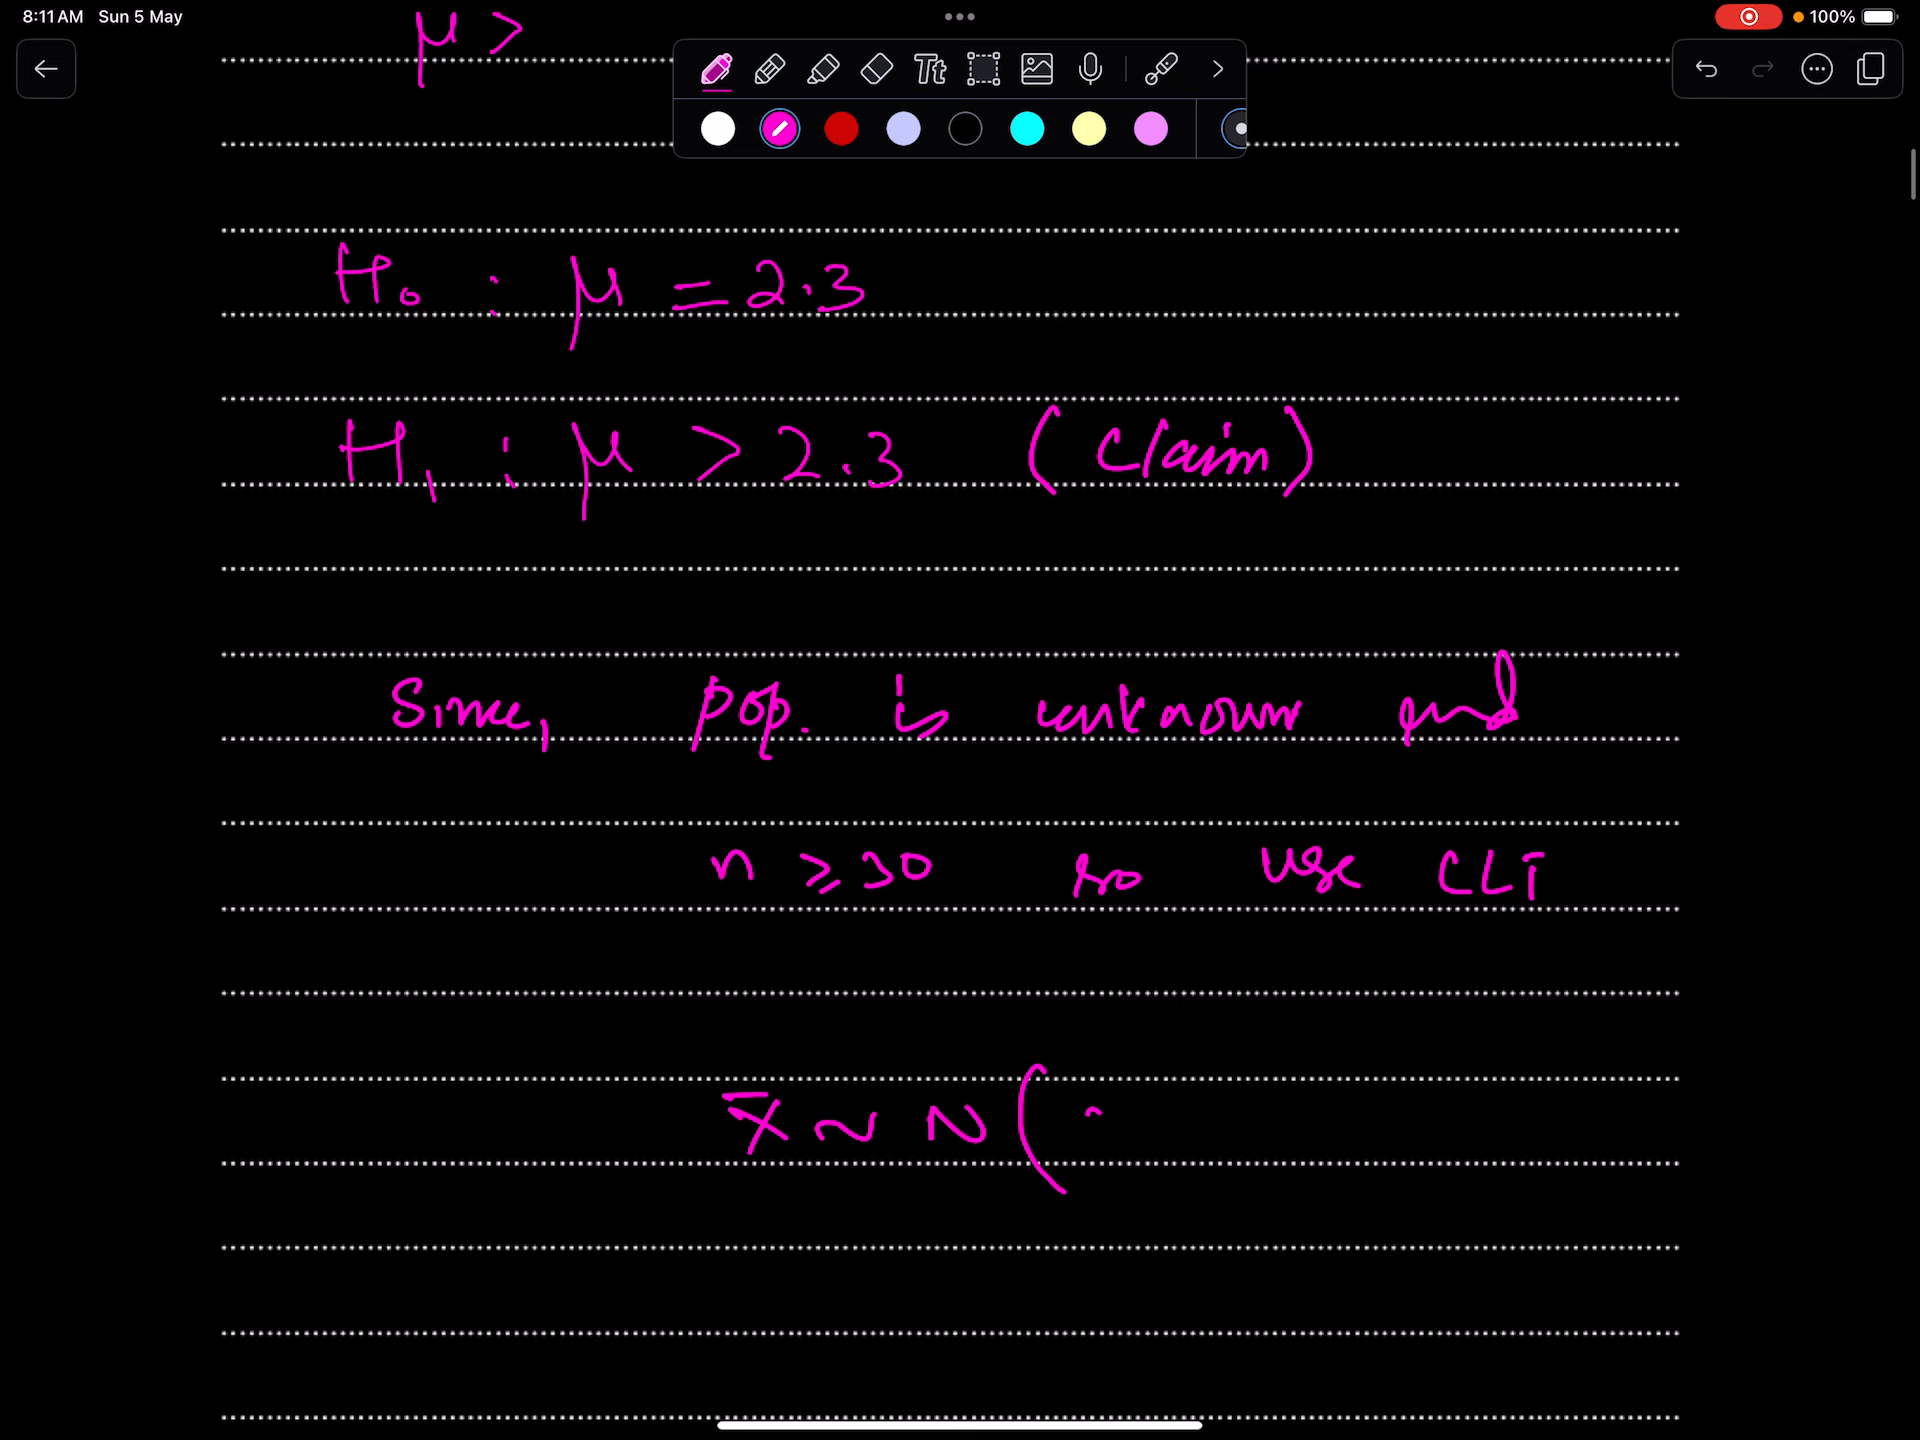 8:11 AM Sun 5 May
100%
μ >
Tt
H₀ : μ = 2.3
H₁ : μ > 2.3 (Claim)
Since, pop. is unknown and
n ≥ 30 so use CLT
x̄ ~ N (